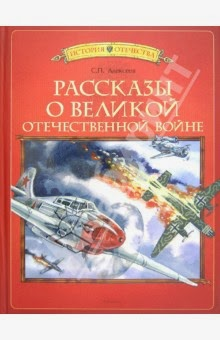 ИСТОРИЯ ОТЕЧЕСТВА
С.П. Алексеев
РАССКАЗЫ
О ВЕЛИКОЙ
ОТЕЧЕСТВЕННОЙ ВОЙНЕ